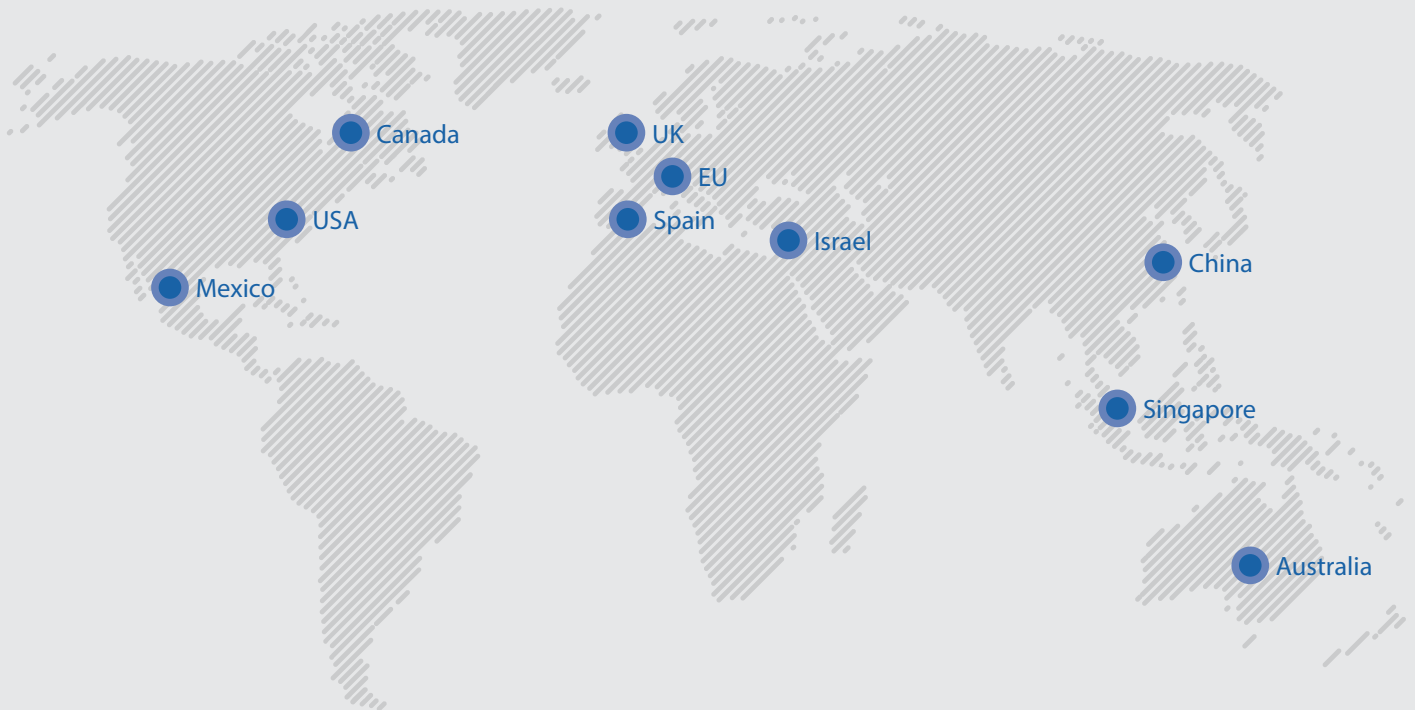 Canada
UK
EU
USA
Spain
Israel
China
Mexico
Singapore
Australia